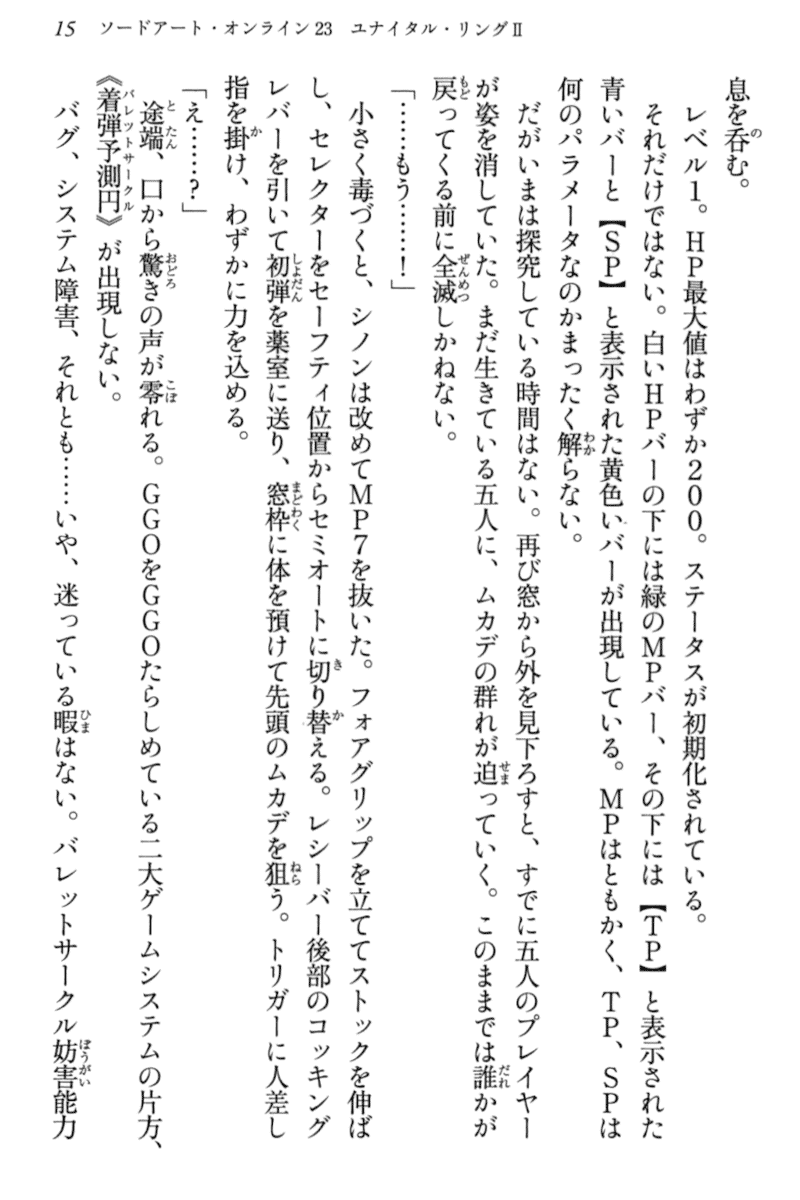 15　ソードアート・オンライン23　ユナイタル・リングⅡ
息を呑む。
　レベル1。HP最大値はわずか200。ステータスが初期化されている。
　それだけではない。白いHPバーの下には緑のMPバー、その下には【TP】と表示された
青いバーと【SP】と表示された黄色いバーが出現している。MPはともかく、TP、SPは
何のパラメータなのかまったく解らない。
　だがいまは探究している時間はない。再び窓から外を見下ろすと、すでに五人のプレイヤー
が姿を消していた。まだ生きている五人に、ムカデの群れが迫っていく。このままでは誰かが
戻ってくる前に全滅しかねない。
「……もう……！」
　小さく毒づくと、シノンは改めてMP7を抜いた。フォアグリップを立ててストックを伸ば
し、セレクターをセーフティ位置からセミオートに切り替える。レシーバー後部のコッキング
レバーを引いて初弾を薬室に送り、窓枠に体を預けて先頭のムカデを狙う。トリガーに人差し
指を掛け、わずかに力を込める。
「え……？」
　途端、口から驚きの声が零れる。GGOをGGOたらしめている二大ゲームシステムの片方、
《着弾予測円》が出現しない。
　バグ、システム障害、それとも……いや、迷っている暇はない。バレットサークル妨害能力